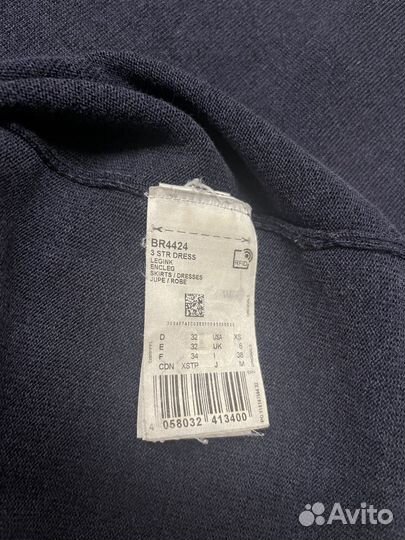 BR4424
3 STR DRESS
LEGINK
ENCLEG
SKIRTS / DRESSES
JUPE / ROBE
RFID
D 32 USA XS
E 32 UK 6
F 34 I 38
CDN XSTP J M
4 058032 413400
Avito